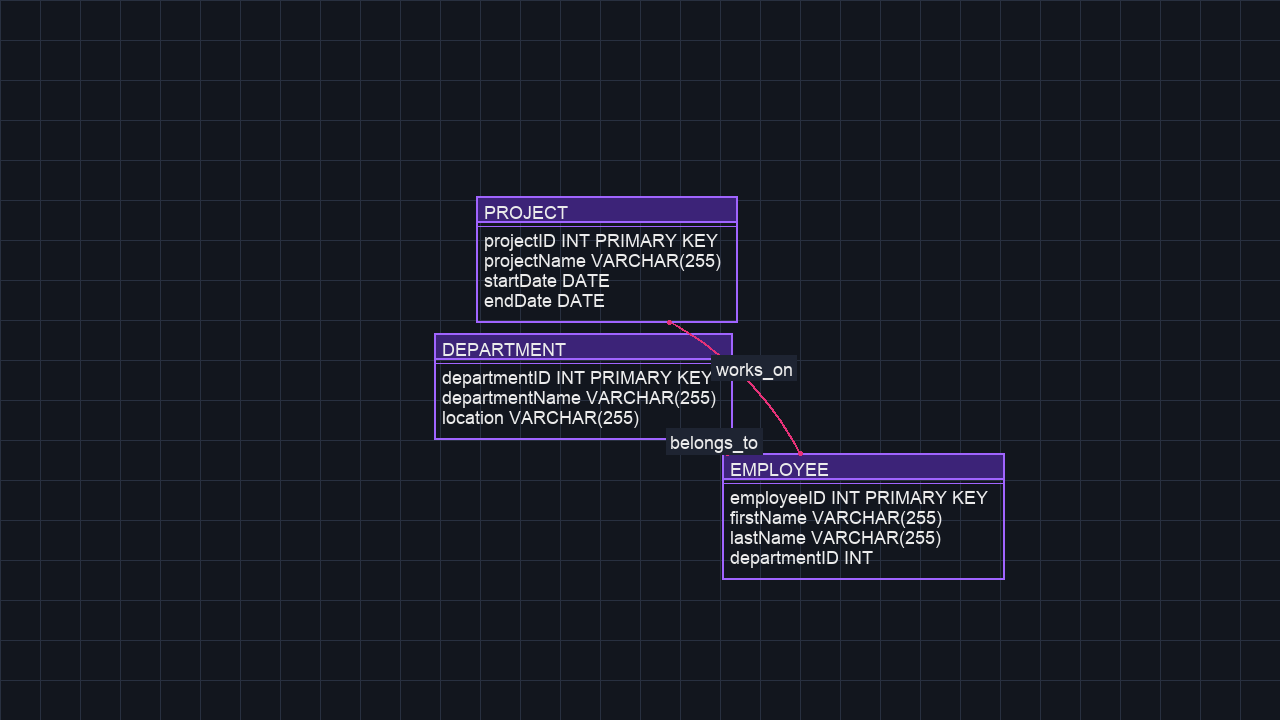 PROJECT
projectID INT PRIMARY KEY
projectName VARCHAR(255)
startDate DATE
endDate DATE
DEPARTMENT
departmentID INT PRIMARY KEY
departmentName VARCHAR(255)
location VARCHAR(255)
works_on
belongs_to
EMPLOYEE
employeeID INT PRIMARY KEY
firstName VARCHAR(255)
lastName VARCHAR(255)
departmentID INT